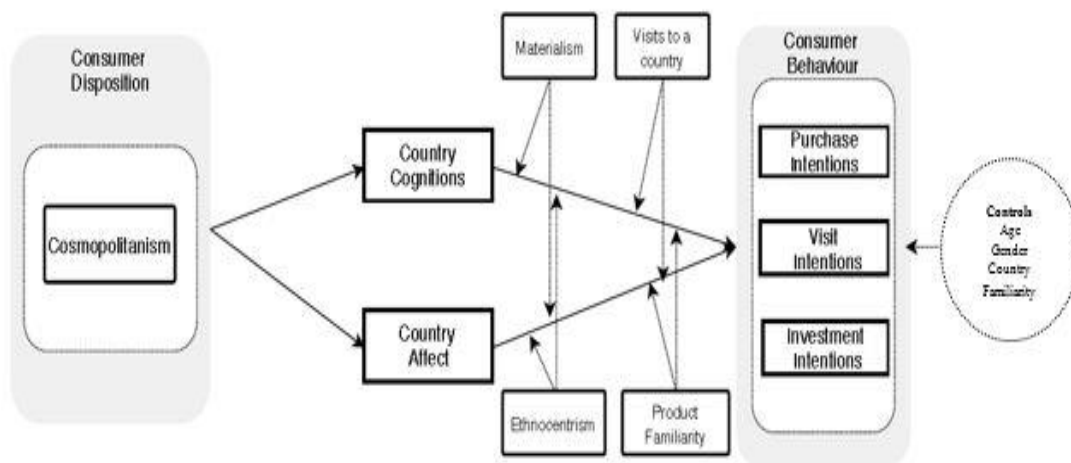 Consumer
Disposition
Cosmopolitanism
Country
Cognitions
Country
Affect
Materialism
Visits to a
country
Ethnocentrism
Product
Familiarity
Consumer
Behaviour
Purchase
Intentions
Visit
Intentions
Investment
Intentions
Controls
Age
Gender
Country
Familiarity